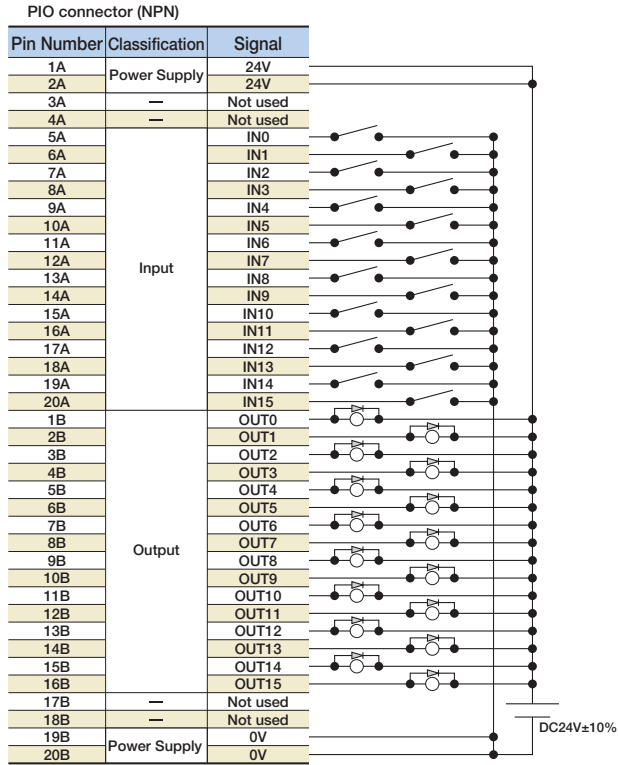 PIO connector (NPN)
Pin Number Classification Signal
1A Power Supply 24V
2A 24V
3A — Not used
4A — Not used
5A Input IN0
6A IN1
7A IN2
8A IN3
9A IN4
10A IN5
11A IN6
12A IN7
13A IN8
14A IN9
15A IN10
16A IN11
17A IN12
18A IN13
19A IN14
20A IN15
1B Output OUT0
2B OUT1
3B OUT2
4B OUT3
5B OUT4
6B OUT5
7B OUT6
8B OUT7
9B OUT8
10B OUT9
11B OUT10
12B OUT11
13B OUT12
14B OUT13
15B OUT14
16B OUT15
17B — Not used
18B — Not used
19B Power Supply 0V
20B 0V
DC24V±10%